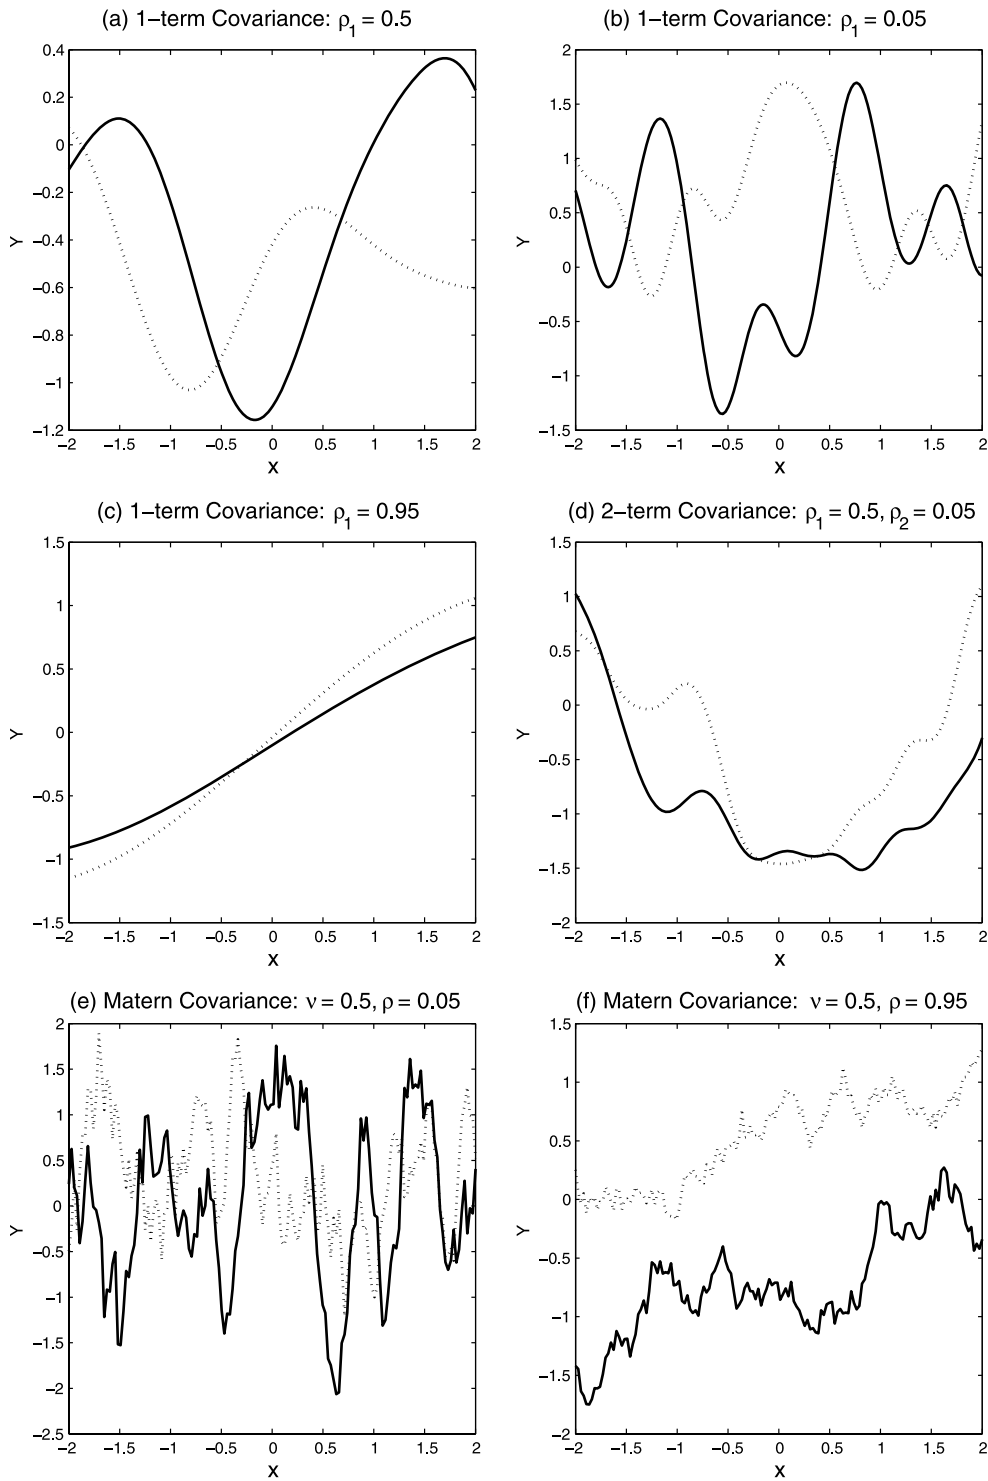 (a) 1−term Covariance: ρ1 = 0.5
0.4
0.2
0
−0.2
−0.4
−0.6
−0.8
−1
−1.2
Y
−2 −1.5 −1 −0.5 0 0.5 1 1.5 2
X
(b) 1−term Covariance: ρ1 = 0.05
2
1.5
1
0.5
0
−0.5
−1
−1.5
Y
−2 −1.5 −1 −0.5 0 0.5 1 1.5 2
X
(c) 1−term Covariance: ρ1 = 0.95
1.5
1
0.5
0
−0.5
−1
−1.5
Y
−2 −1.5 −1 −0.5 0 0.5 1 1.5 2
X
(d) 2−term Covariance: ρ1 = 0.5, ρ2 = 0.05
1.5
1
0.5
0
−0.5
−1
−1.5
−2
Y
−2 −1.5 −1 −0.5 0 0.5 1 1.5 2
X
(e) Matern Covariance: ν = 0.5, ρ = 0.05
2
1.5
1
0.5
0
−0.5
−1
−1.5
−2
−2.5
Y
−2 −1.5 −1 −0.5 0 0.5 1 1.5 2
X
(f) Matern Covariance: ν = 0.5, ρ = 0.95
1.5
1
0.5
0
−0.5
−1
−1.5
−2
Y
−2 −1.5 −1 −0.5 0 0.5 1 1.5 2
X